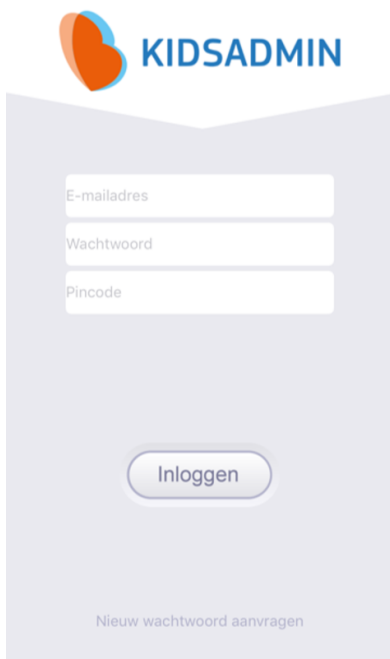 KIDSADMIN
E-mailadres
Wachtwoord
Pincode
Inloggen
Nieuw wachtwoord aanvragen